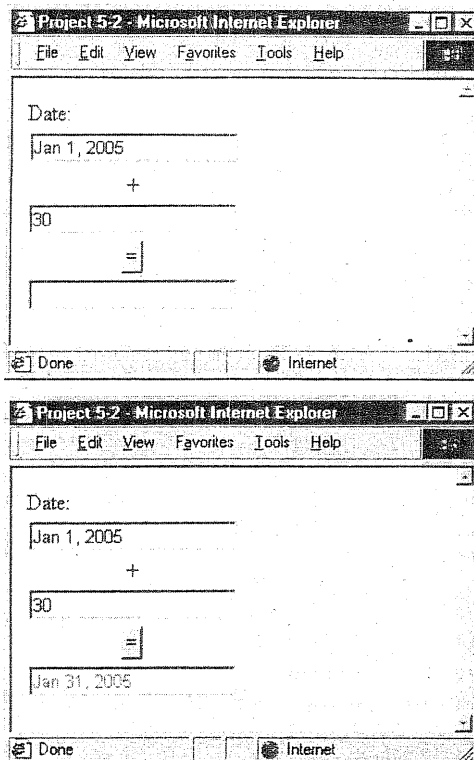 Project 5-2 - Microsoft Internet Explorer
File Edit View Favorites Tools Help
Date:
Jan 1, 2005
+
30
=
Done Internet
Project 5-2 - Microsoft Internet Explorer
File Edit View Favorites Tools Help
Date:
Jan 1, 2005
+
30
=
Jan 31, 2005
Done Internet